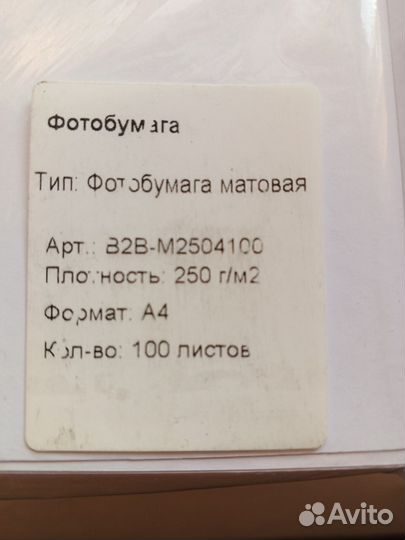 Фотобумага
Тип: Фотобумага матовая
Арт.: B2B-M2504100
Плотность: 250 г/м2
Формат: А4
Кол-во: 100 листов
Avito